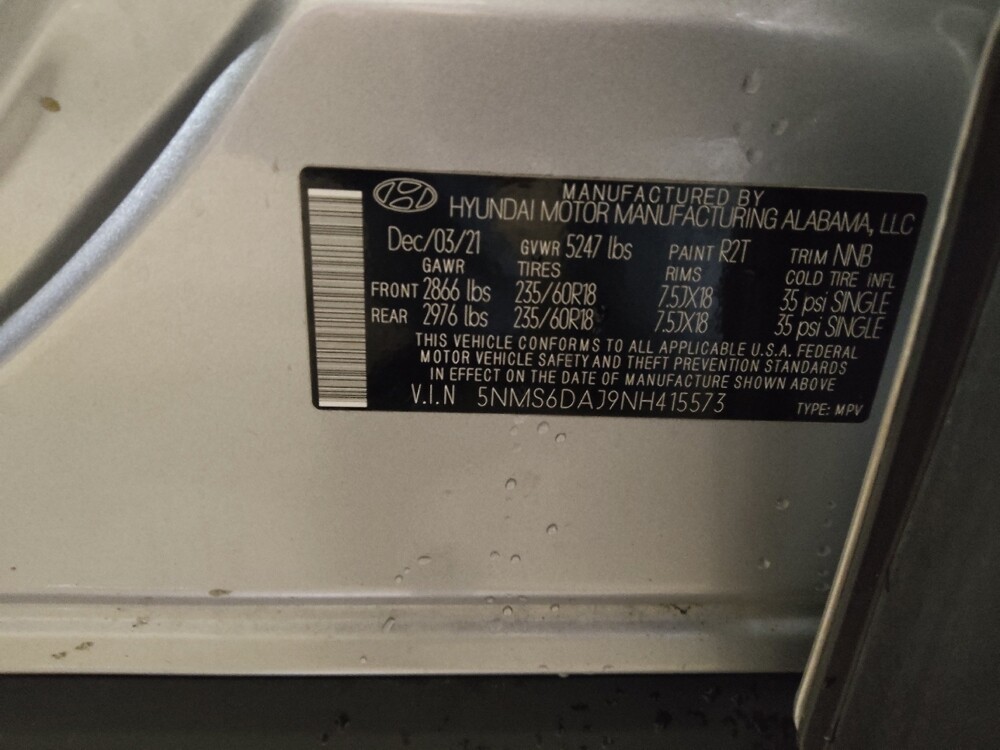 MANUFACTURED BY
HYUNDAI MOTOR MANUFACTURING ALABAMA, LLC
Dec/03/21 GVWR 5247 lbs PAINT R2T TRIM NNB
GAWR TIRES RIMS COLD TIRE INFL
FRONT 2866 lbs 235/60R18 7.5JX18 35 psi SINGLE
REAR 2976 lbs 235/60R18 7.5JX18 35 psi SINGLE
THIS VEHICLE CONFORMS TO ALL APPLICABLE U.S.A. FEDERAL
MOTOR VEHICLE SAFETY AND THEFT PREVENTION STANDARDS
IN EFFECT ON THE DATE OF MANUFACTURE SHOWN ABOVE
V.I.N 5NMS6DAJ9NH415573 TYPE: MPV